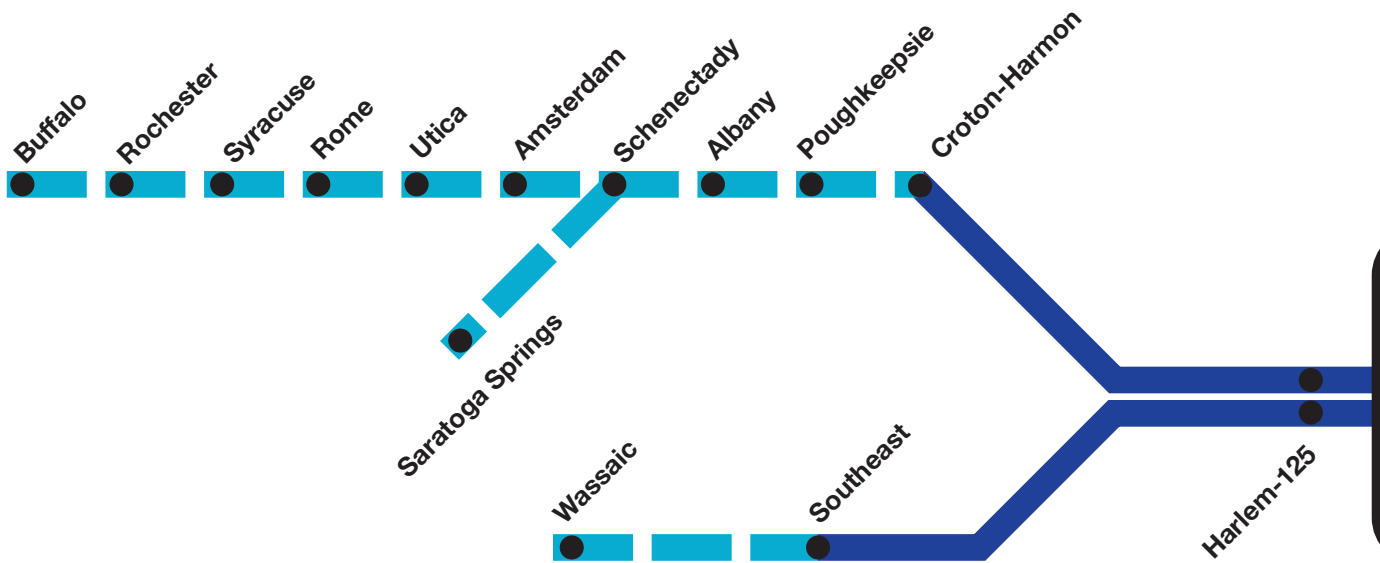 Buffalo
Rochester
Syracuse
Rome
Utica
Amsterdam
Schenectady
Albany
Poughkeepsie
Croton-Harmon
Saratoga Springs
Wassaic
Southeast
Harlem-125